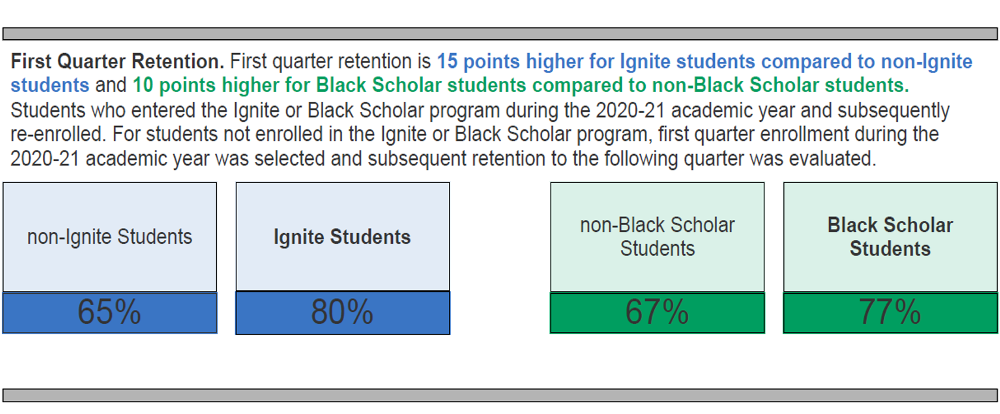 First Quarter Retention. First quarter retention is 15 points higher for Ignite students compared to non-Ignite
students and 10 points higher for Black Scholar students compared to non-Black Scholar students.
Students who entered the Ignite or Black Scholar program during the 2020-21 academic year and subsequently
re-enrolled. For students not enrolled in the Ignite or Black Scholar program, first quarter enrollment during the
2020-21 academic year was selected and subsequent retention to the following quarter was evaluated.
non-Ignite Students
65%
Ignite Students
80%
non-Black Scholar
Students
67%
Black Scholar
Students
77%